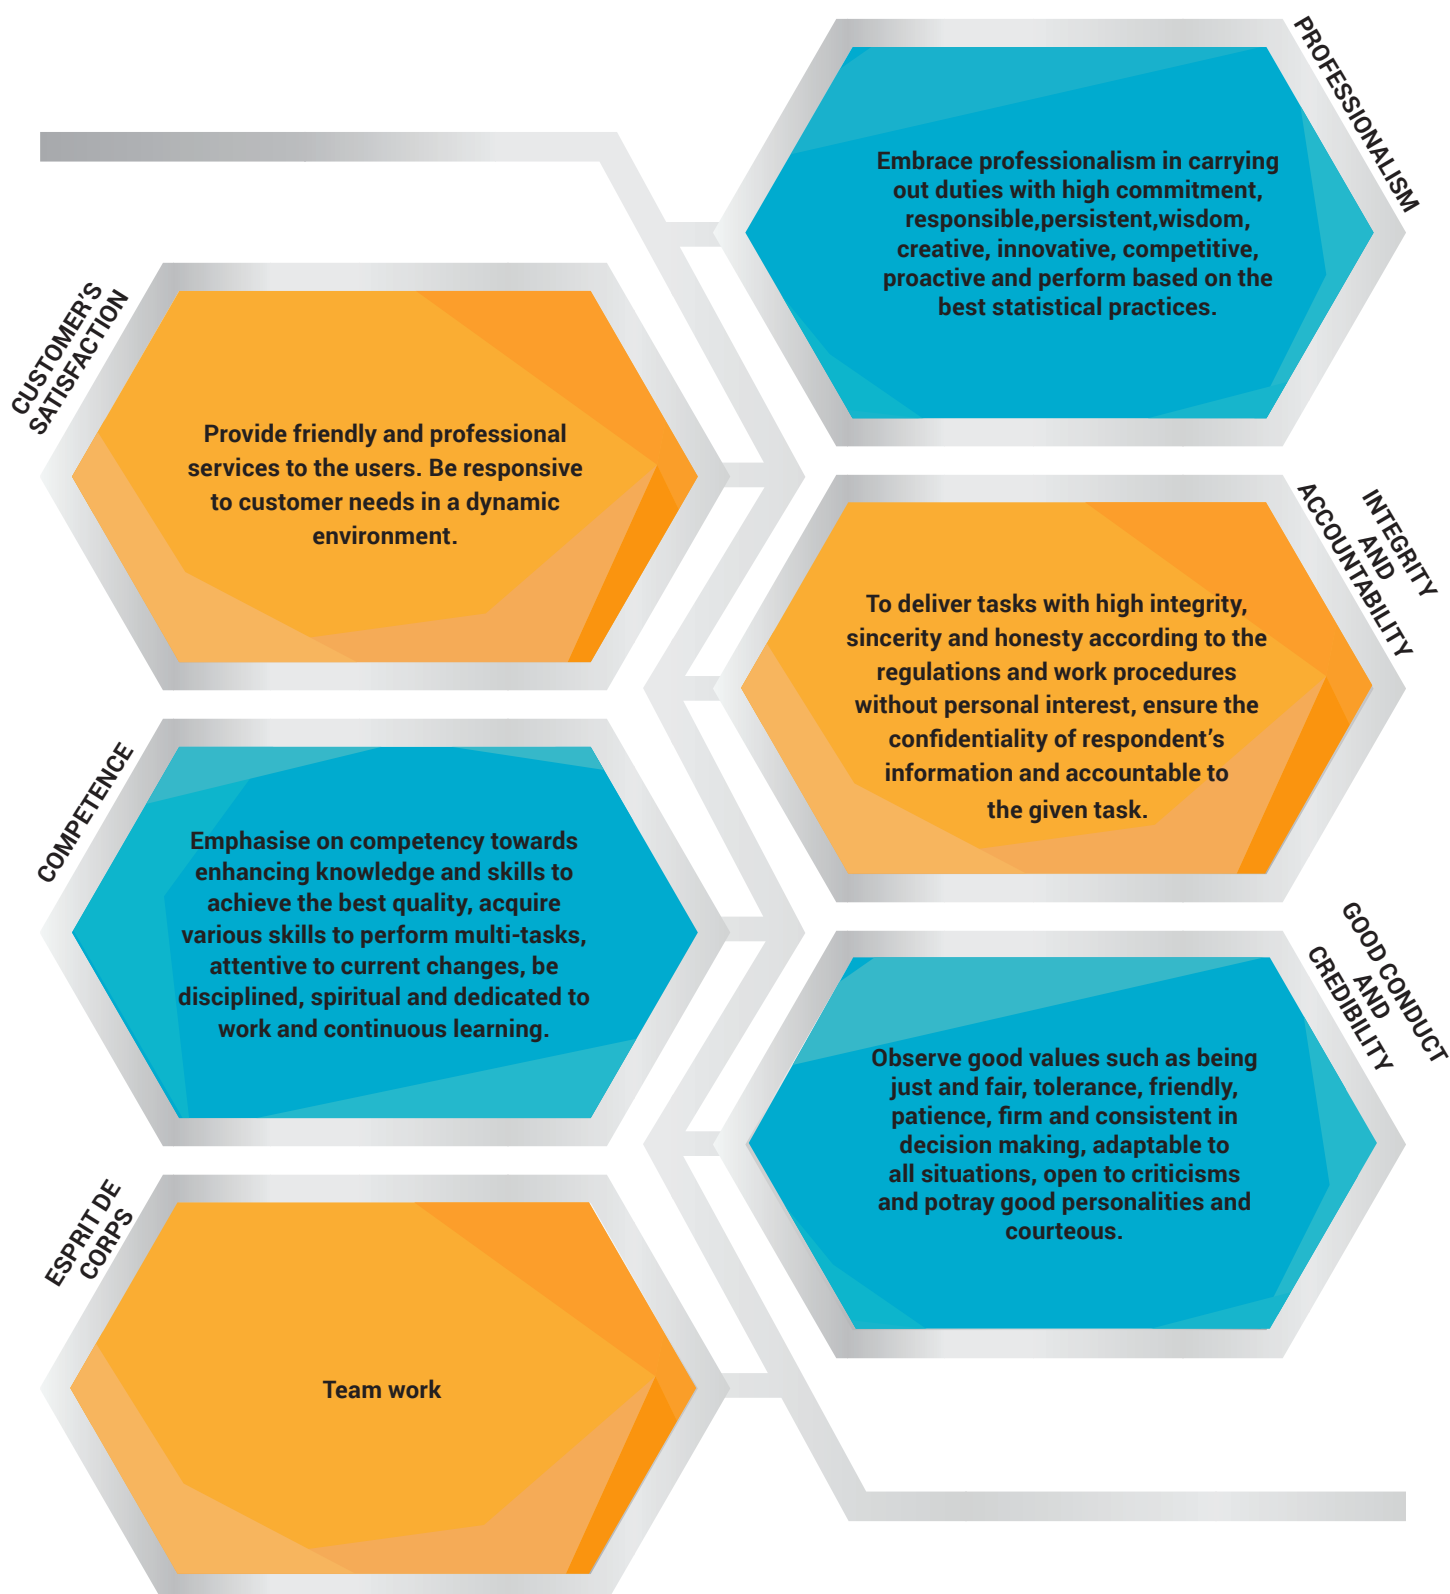 PROFESSIONALISM
Embrace professionalism in carrying
out duties with high commitment,
responsible,persistent,wisdom,
creative, innovative, competitive,
proactive and perform based on the
best statistical practices.
CUSTOMER'S
SATISFACTION
Provide friendly and professional
services to the users. Be responsive
to customer needs in a dynamic
environment.
INTEGRITY
AND
ACCOUNTABILITY
To deliver tasks with high integrity,
sincerity and honesty according to the
regulations and work procedures
without personal interest, ensure the
confidentiality of respondent's
information and accountable to
the given task.
COMPETENCE
Emphasise on competency towards
enhancing knowledge and skills to
achieve the best quality, acquire
various skills to perform multi-tasks,
attentive to current changes, be
disciplined, spiritual and dedicated to
work and continuous learning.
GOOD CONDUCT
AND
CREDIBILITY
Observe good values such as being
just and fair, tolerance, friendly,
patience, firm and consistent in
decision making, adaptable to
all situations, open to criticisms
and potray good personalities and
courteous.
ESPRIT DE
CORPS
Team work